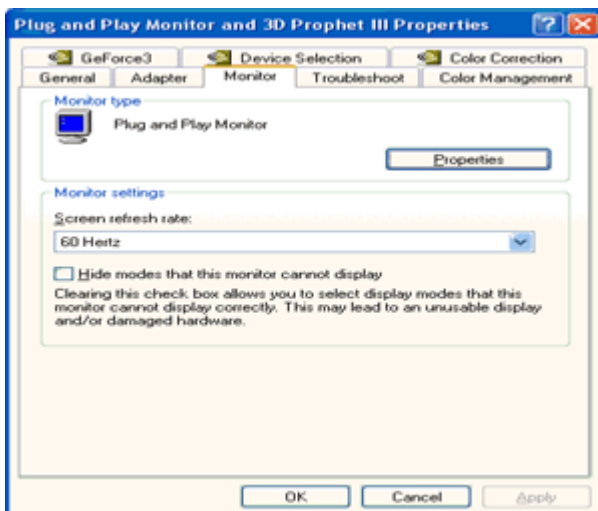 Plug and Play Monitor and 3D Prophet III Properties
GeForce3 Device Selection Color Correction
General Adapter Monitor Troubleshoot Color Management
Monitor type
Plug and Play Monitor
Properties
Monitor settings
Screen refresh rate:
60 Hertz
Hide modes that this monitor cannot display
Clearing this check box allows you to select display modes that this
monitor cannot display correctly. This may lead to an unusable display
and/or damaged hardware.
OK Cancel Apply